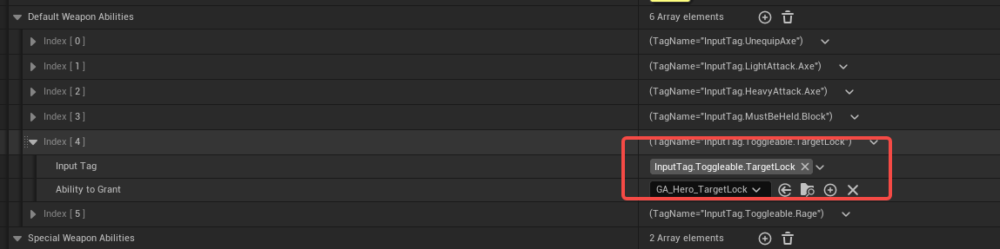 Default Weapon Abilities 6 Array elements
Index [ 0 ] (TagName="InputTag.UnequipAxe")
Index [ 1 ] (TagName="InputTag.LightAttack.Axe")
Index [ 2 ] (TagName="InputTag.HeavyAttack.Axe")
Index [ 3 ] (TagName="InputTag.MustBeHeld.Block")
Index [ 4 ] (TagName="InputTag.Toggleable.TargetLock")
Input Tag InputTag.Toggleable.TargetLock
Ability to Grant GA_Hero_TargetLock
Index [ 5 ] (TagName="InputTag.Toggleable.Rage")
Special Weapon Abilities 2 Array elements